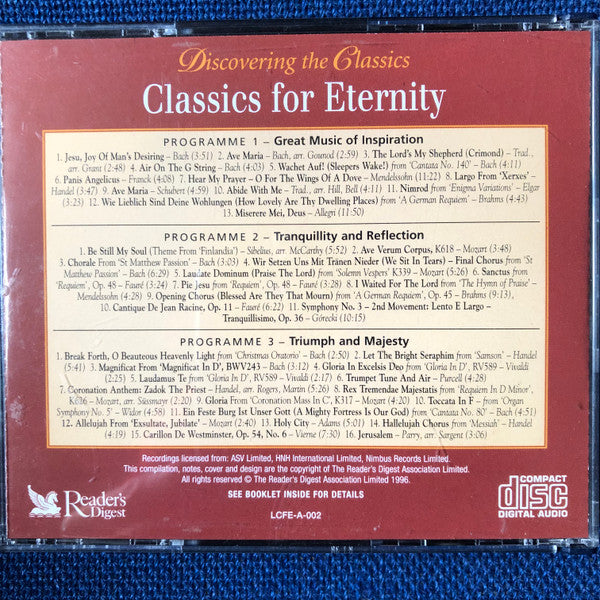 Discovering the Classics
Classics for Eternity
PROGRAMME 1 – Great Music of Inspiration
1. Jesu, Joy Of Man's Desiring – Bach (3:51) 2. Ave Maria – Bach, arr. Gounod (2:59) 3. The Lord's My Shepherd (Crimond) – Trad.,
arr. Grant (2:48) 4. Air On The G String – Bach (4:03) 5. Wachet Auf! (Sleepers Wake!) – from 'Cantata No. 140' – Bach (4:11)
6. Panis Angelicus – Franck (4:08) 7. Hear My Prayer – O For The Wings Of A Dove – Mendelssohn (11:22) 8. Largo From 'Xerxes' –
Handel (3:47) 9. Ave Maria – Schubert (4:59) 10. Abide With Me – Trad., arr. Hill, Bell (4:11) 11. Nimrod from 'Enigma Variations' – Elgar
(3:23) 12. Wie Lieblich Sind Deine Wohlungen (How Lovely Are Thy Dwelling Places) from 'A German Requiem' – Brahms (4:43)
13. Miserere Mei, Deus – Allegri (11:50)
PROGRAMME 2 – Tranquillity and Reflection
1. Be Still My Soul (Theme From 'Finlandia') – Sibelius, arr. McCarthy (5:52) 2. Ave Verum Corpus, K618 – Mozart (3:48)
3. Chorale From 'St Matthew Passion' – Bach (3:03) 4. Wir Setzen Uns Mit Tränen Nieder (We Sit In Tears) – Final Chorus from 'St
Matthew Passion' – Bach (6:29) 5. Laudate Dominum (Praise The Lord) from 'Solemn Vespers' K339 – Mozart (5:26) 6. Sanctus from
'Requiem', Op. 48 – Fauré (3:24) 7. Pie Jesu from 'Requiem', Op. 48 – Fauré (3:28) 8. I Waited For The Lord from 'The Hymn of Praise' –
Mendelssohn (4:28) 9. Opening Chorus (Blessed Are They That Mourn) from 'A German Requiem', Op. 45 – Brahms (9:13),
10. Cantique De Jean Racine, Op. 11 – Fauré (6:22) 11. Symphony No. 3 – 2nd Movement: Lento E Largo –
Tranquillisimo, Op. 36 – Górecki (10:15)
PROGRAMME 3 – Triumph and Majesty
1. Break Forth, O Beauteous Heavenly Light from 'Christmas Oratorio' – Bach (2:50) 2. Let The Bright Seraphim from 'Samson' – Handel
(5:41) 3. Magnificat From 'Magnificat In D', BWV243 – Bach (3:12) 4. Gloria In Excelsis Deo from 'Gloria In D', RV589 – Vivaldi
(2:25) 5. Laudamus Te from 'Gloria In D', RV589 – Vivaldi (2:17) 6. Trumpet Tune And Air – Purcell (4:28)
7. Coronation Anthem: Zadok The Priest – Handel, arr. Rogers, Martin (5:26) 8. Rex Tremendae Majestatis from 'Requiem In D Minor',
K626 – Mozart, arr. Süssmayr (2:20) 9. Gloria From 'Coronation Mass In C', K317 – Mozart (4:20) 10. Toccata In F – from 'Organ
Symphony No. 5' – Widor (4:58) 11. Ein Feste Burg Ist Unser Gott (A Mighty Fortress Is Our God) from 'Cantata No. 80' – Bach (4:51)
12. Allelujah From 'Exsultate, Jubilate' – Mozart (2:40) 13. Holy City – Adams (5:01) 14. Hallelujah Chorus from 'Messiah' – Handel
(4:19) 15. Carillon De Westminster, Op. 54, No. 6 – Vierne (7:30) 16. Jerusalem – Parry, arr. Sargent (3:06)
Recordings licensed from: ASV Limited, HNH International Limited, Nimbus Records Limited.
This compilation, notes, cover and design are the copyright of The Reader's Digest Association Limited.
All rights reserved © The Reader's Digest Association Limited 1996.
SEE BOOKLET INSIDE FOR DETAILS
LCFE-A-002
Reader's
Digest
COMPACT
disc
DIGITAL AUDIO